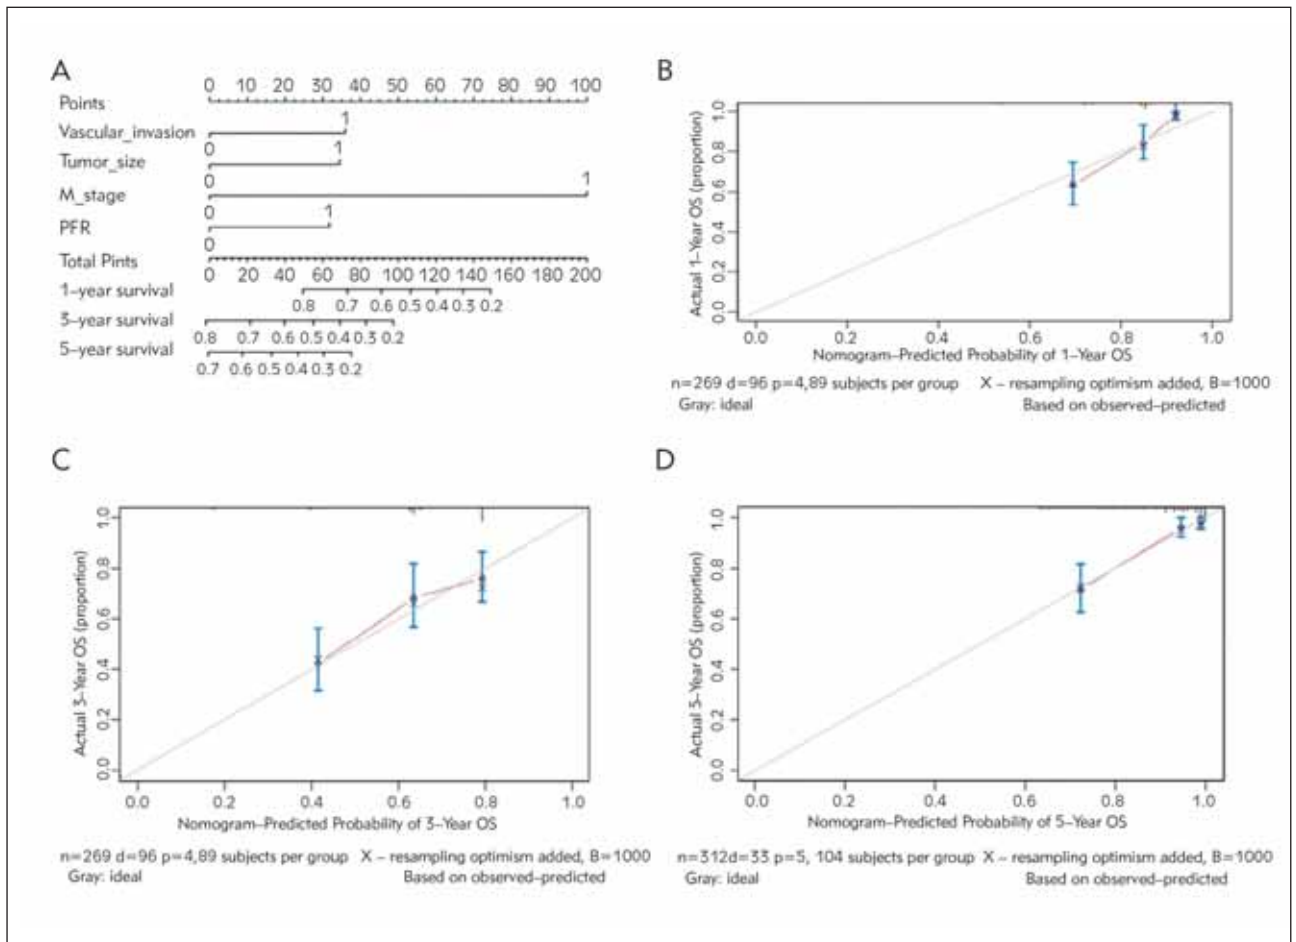 A
0 10 20 30 40 50 60 70 80 90 100
Points
1
Vascular_invasion
0 1
Tumor_size
0 1
M_stage
0 1
PFR
0
Total Pints
0 20 40 60 80 100 120 140 160 180 200
1-year survival
0.8 0.7 0.6 0.5 0.4 0.3 0.2
3-year survival
0.8 0.7 0.6 0.5 0.4 0.3 0.2
5-year survival
0.7 0.6 0.5 0.4 0.3 0.2
B
Actual 1-Year OS (proportion)
0.0 0.2 0.4 0.6 0.8 1.0
0.0 0.2 0.4 0.6 0.8 1.0
Nomogram-Predicted Probability of 1-Year OS
n=269 d=96 p=4,89 subjects per group X - resampling optimism added, B=1000
Gray: ideal Based on observed-predicted
C
Actual 3-Year OS (proportion)
0.0 0.2 0.4 0.6 0.8 1.0
0.0 0.2 0.4 0.6 0.8 1.0
Nomogram-Predicted Probability of 3-Year OS
n=269 d=96 p=4,89 subjects per group X - resampling optimism added, B=1000
Gray: ideal Based on observed-predicted
D
Actual 5-Year OS (proportion)
0.0 0.2 0.4 0.6 0.8 1.0
0.0 0.2 0.4 0.6 0.8 1.0
Nomogram-Predicted Probability of 5-Year OS
n=312d=33 p=5, 104 subjects per group X - resampling optimism added, B=1000
Gray: ideal Based on observed-predicted